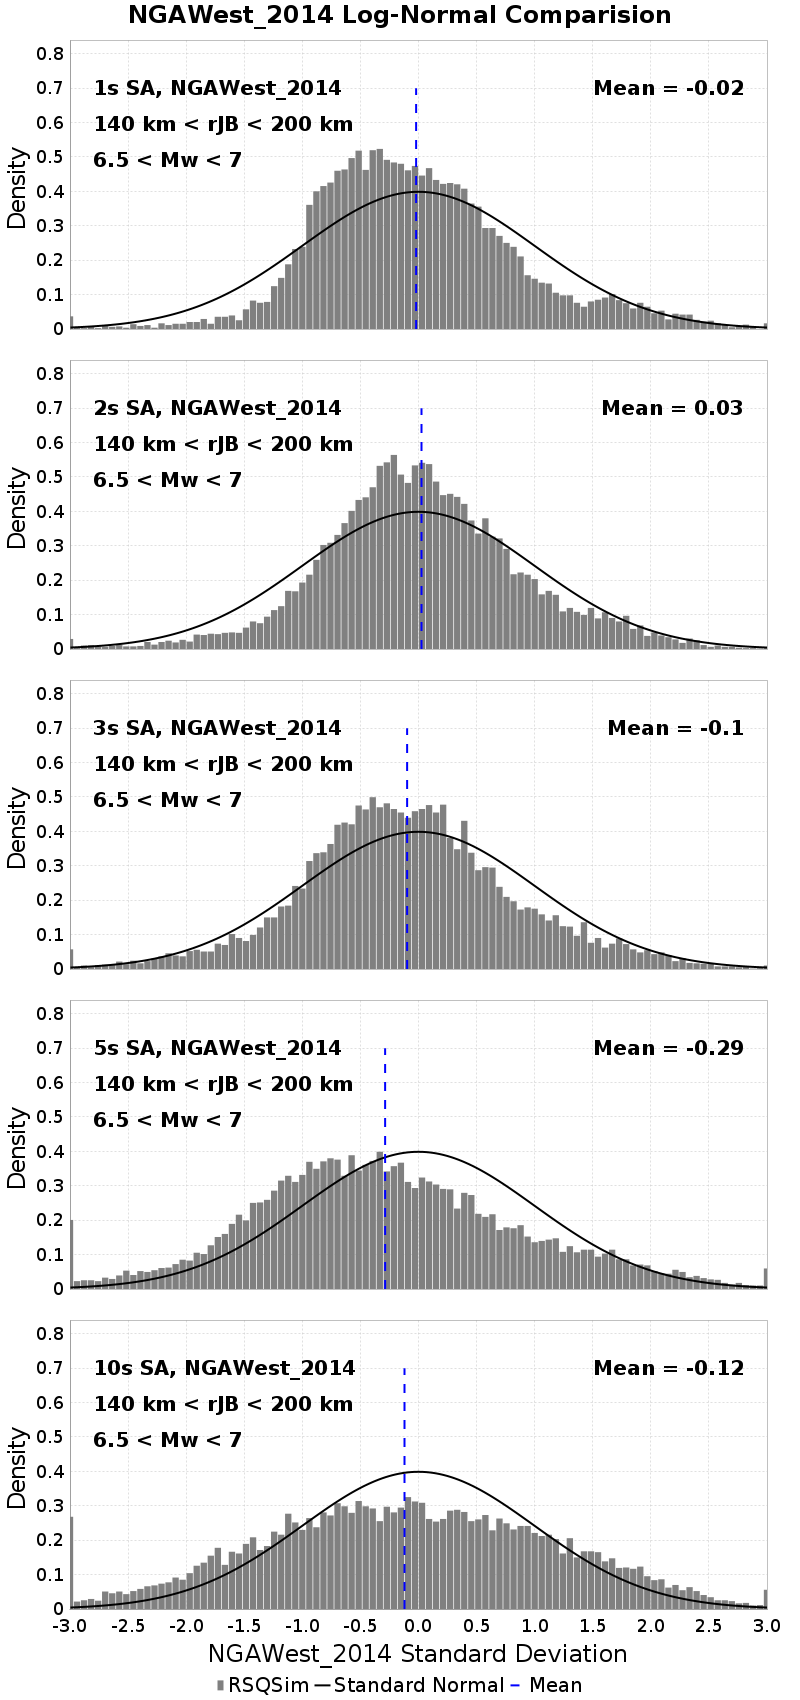 NGAWest_2014 Log-Normal Comparision
0.8
1s SA, NGAWest_2014 Mean = -0.02
0.7
140 km < rJB < 200 km
0.6
6.5 < Mw < 7
0.5
0.4
0.3
0.2
0.1
0
Density
0.8
2s SA, NGAWest_2014 Mean = 0.03
0.7
140 km < rJB < 200 km
0.6
6.5 < Mw < 7
0.5
0.4
0.3
0.2
0.1
0
Density
0.8
3s SA, NGAWest_2014 Mean = -0.1
0.7
140 km < rJB < 200 km
0.6
6.5 < Mw < 7
0.5
0.4
0.3
0.2
0.1
0
Density
0.8
5s SA, NGAWest_2014 Mean = -0.29
0.7
140 km < rJB < 200 km
0.6
6.5 < Mw < 7
0.5
0.4
0.3
0.2
0.1
0
Density
0.8
10s SA, NGAWest_2014 Mean = -0.12
0.7
140 km < rJB < 200 km
0.6
6.5 < Mw < 7
0.5
0.4
0.3
0.2
0.1
0
Density
-3.0 -2.5 -2.0 -1.5 -1.0 -0.5 0.0 0.5 1.0 1.5 2.0 2.5 3.0
NGAWest_2014 Standard Deviation
RSQSim Standard Normal Mean